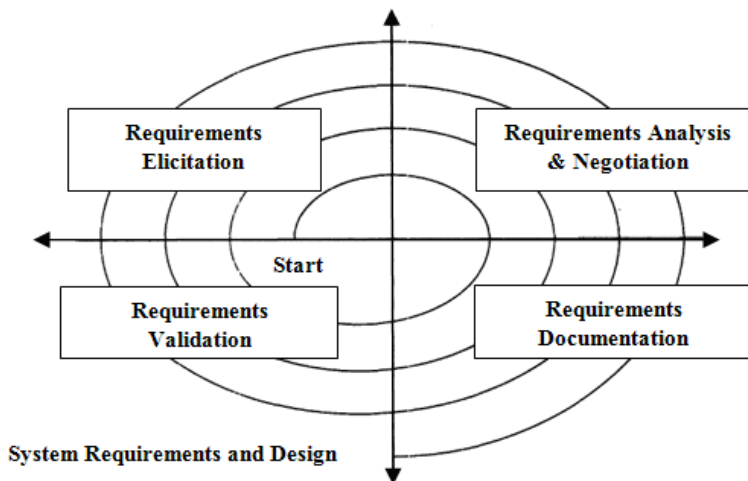 Requirements
Elicitation
Requirements Analysis
& Negotiation
Start
Requirements
Validation
Requirements
Documentation
System Requirements and Design